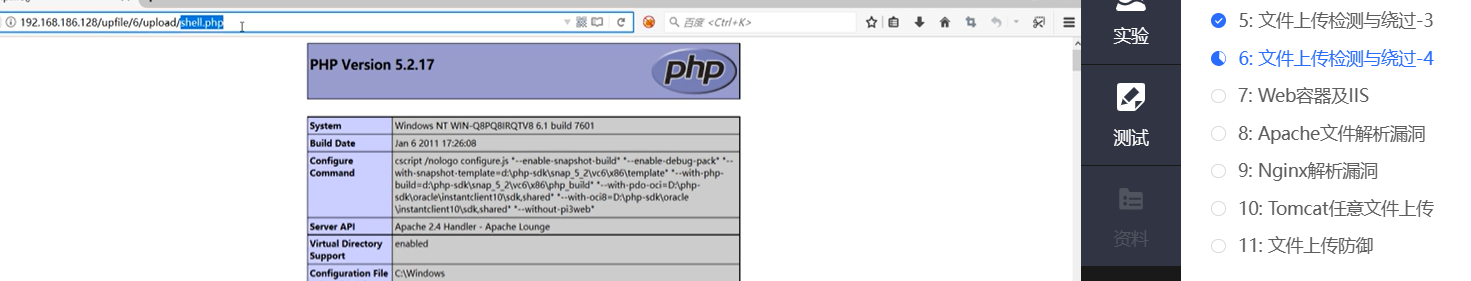 192.168.186.128/upfile/6/upload/shell.php
百度 <Ctrl+K>
PHP Version 5.2.17
php
System Windows NT WIN-Q8PQ8IRQTV8 6.1 build 7601
Build Date Jan 6 2011 17:26:08
Configure Command cscript /nologo configure.js "--enable-snapshot-build" "--enable-debug-pack" "--
with-snapshot-template=d:\php-sdk\snap_5_2\vc6\x86\template" "--with-php-
build=d:\php-sdk\snap_5_2\vc6\x86\php_build" "--with-pdo-oci=D:\php-
sdk\oracle\instantclient10\sdk,shared" "--with-oci8=D:\php-sdk\oracle
\instantclient10\sdk,shared" "--without-pi3web"
Server API Apache 2.4 Handler - Apache Lounge
Virtual Directory Support enabled
Configuration File C:\Windows
实验
测试
资料
5: 文件上传检测与绕过-3
6: 文件上传检测与绕过-4
7: Web容器及IIS
8: Apache文件解析漏洞
9: Nginx解析漏洞
10: Tomcat任意文件上传
11: 文件上传防御